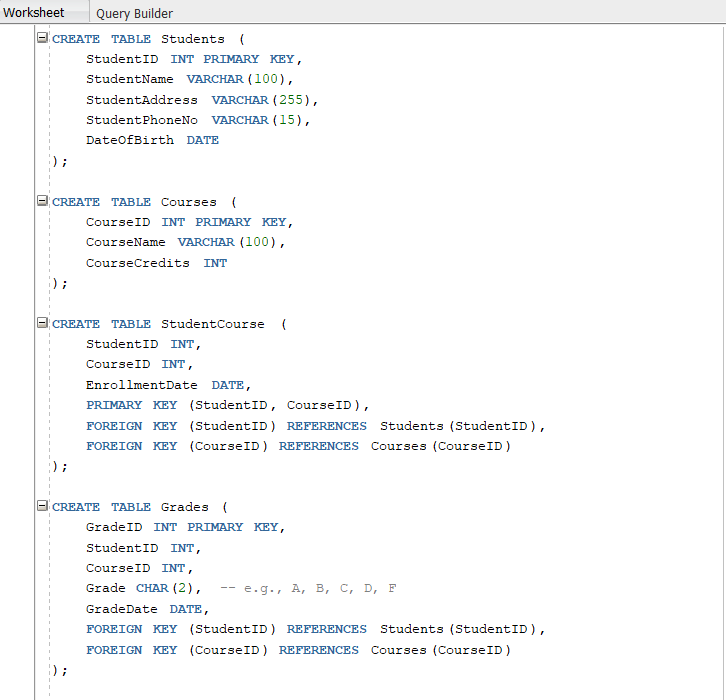 Worksheet Query Builder
CREATE TABLE Students (
StudentID INT PRIMARY KEY,
StudentName VARCHAR(100),
StudentAddress VARCHAR(255),
StudentPhoneNo VARCHAR(15),
DateOfBirth DATE
);
CREATE TABLE Courses (
CourseID INT PRIMARY KEY,
CourseName VARCHAR(100),
CourseCredits INT
);
CREATE TABLE StudentCourse (
StudentID INT,
CourseID INT,
EnrollmentDate DATE,
PRIMARY KEY (StudentID, CourseID),
FOREIGN KEY (StudentID) REFERENCES Students(StudentID),
FOREIGN KEY (CourseID) REFERENCES Courses(CourseID)
);
CREATE TABLE Grades (
GradeID INT PRIMARY KEY,
StudentID INT,
CourseID INT,
Grade CHAR(2), -- e.g., A, B, C, D, F
GradeDate DATE,
FOREIGN KEY (StudentID) REFERENCES Students(StudentID),
FOREIGN KEY (CourseID) REFERENCES Courses(CourseID)
);